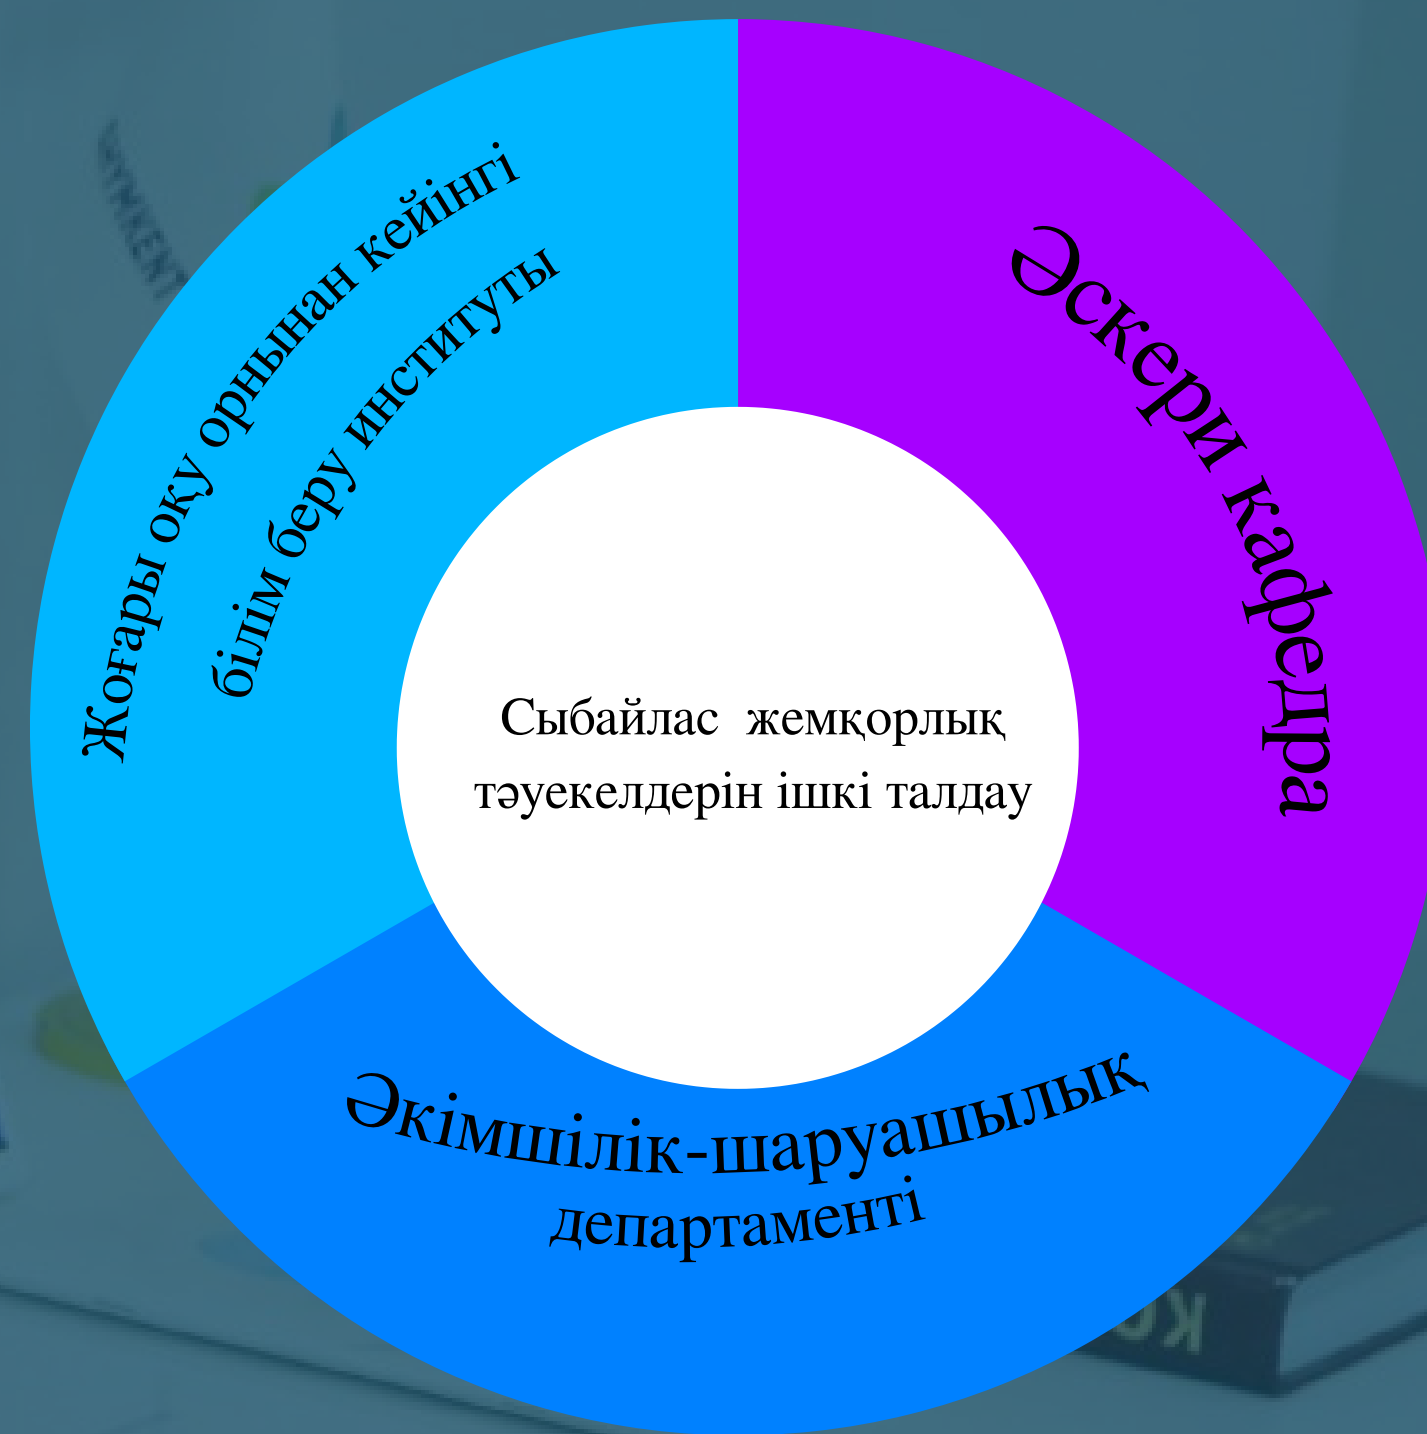 Жоғары оқу орнынан кейінгі
білім беру институты
Әскери кафедра
Сыбайлас жемқорлық
тәуекелдерін ішкі талдау
Әкімшілік-шаруашылық
департаменті